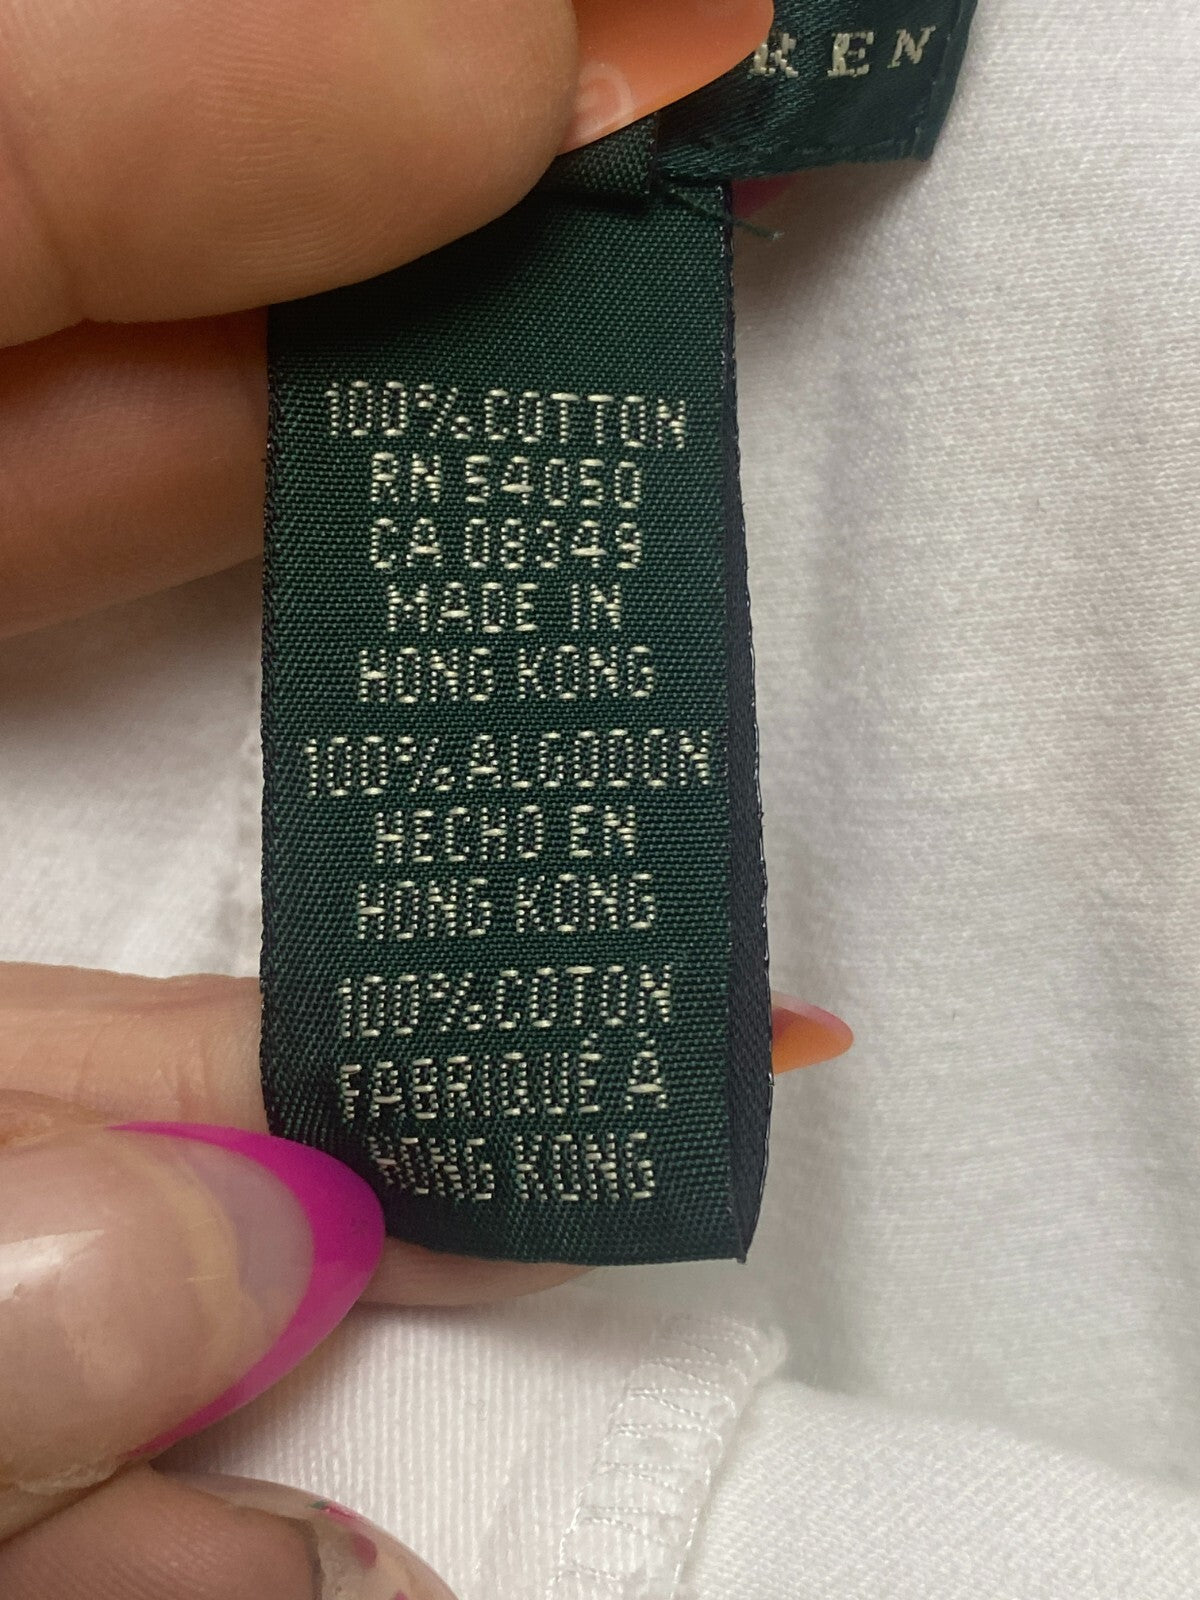 REN
100% COTTON
RN 54050
CA 08349
MADE IN
HONG KONG
100% ALGODON
HECHO EN
HONG KONG
100% COTON
FABRIQUÉ À
HONG KONG